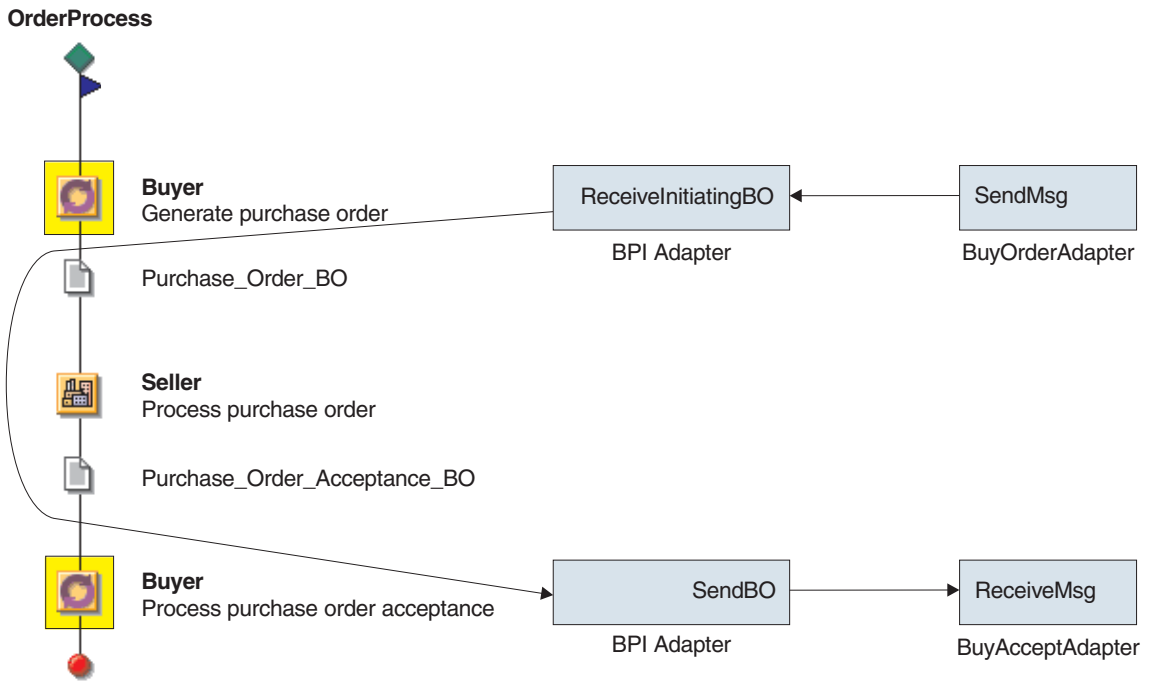 OrderProcess
Buyer
Generate purchase order
ReceiveInitiatingBO
SendMsg
BPI Adapter
BuyOrderAdapter
Purchase_Order_BO
Seller
Process purchase order
Purchase_Order_Acceptance_BO
Buyer
Process purchase order acceptance
SendBO
ReceiveMsg
BPI Adapter
BuyAcceptAdapter